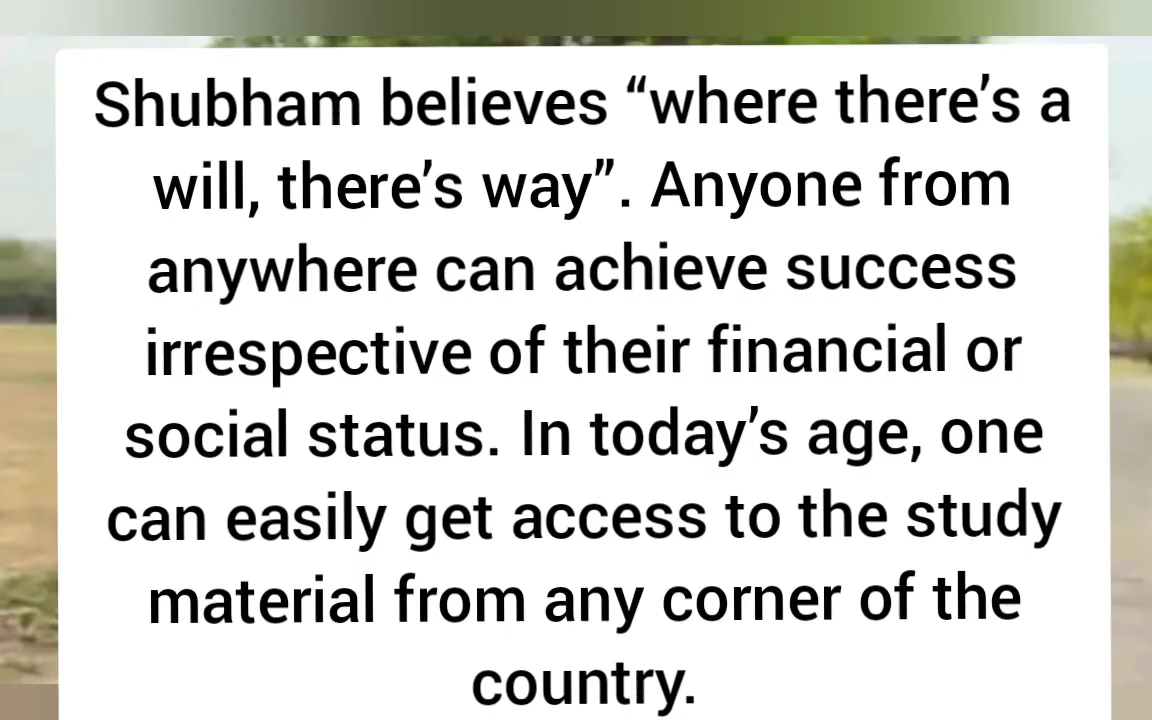 Shubham believes “where there’s a
will, there’s way”. Anyone from
anywhere can achieve success
irrespective of their financial or
social status. In today’s age, one
can easily get access to the study
material from any corner of the
country.